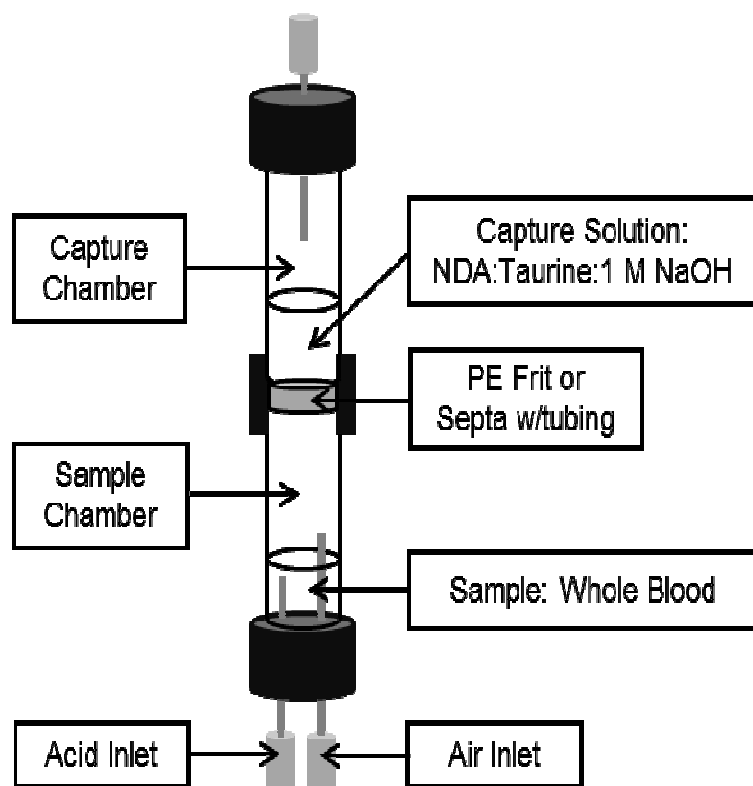 Capture
Chamber
Capture Solution:
NDA:Taurine:1 M NaOH
PE Frit or
Septa w/tubing
Sample
Chamber
Sample: Whole Blood
Acid Inlet
Air Inlet